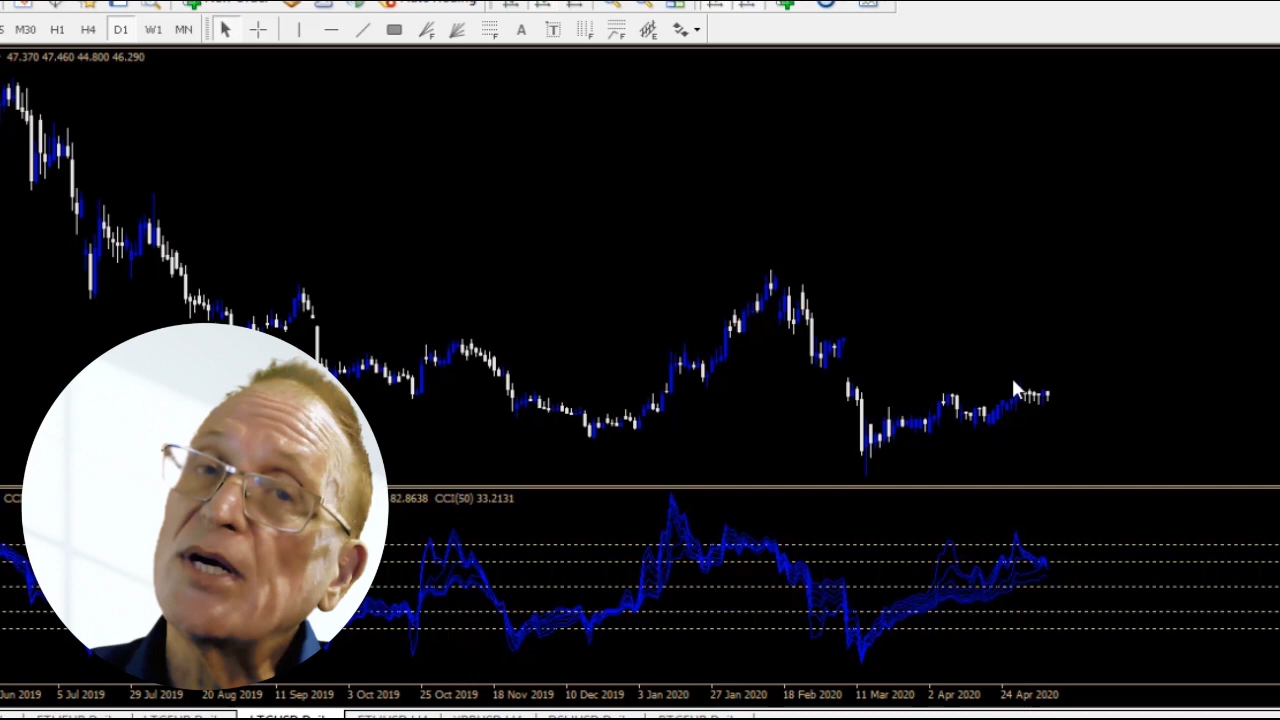 M30 H1 H4 D1 W1 MN A T F F F F E
47.370 47.460 44.800 46.290
82.8638 CCI(50) 33.2131
Jun 2019 5 Jul 2019 29 Jul 2019 20 Aug 2019 11 Sep 2019 3 Oct 2019 25 Oct 2019 18 Nov 2019 10 Dec 2019 3 Jan 2020 27 Jan 2020 18 Feb 2020 11 Mar 2020 2 Apr 2020 24 Apr 2020